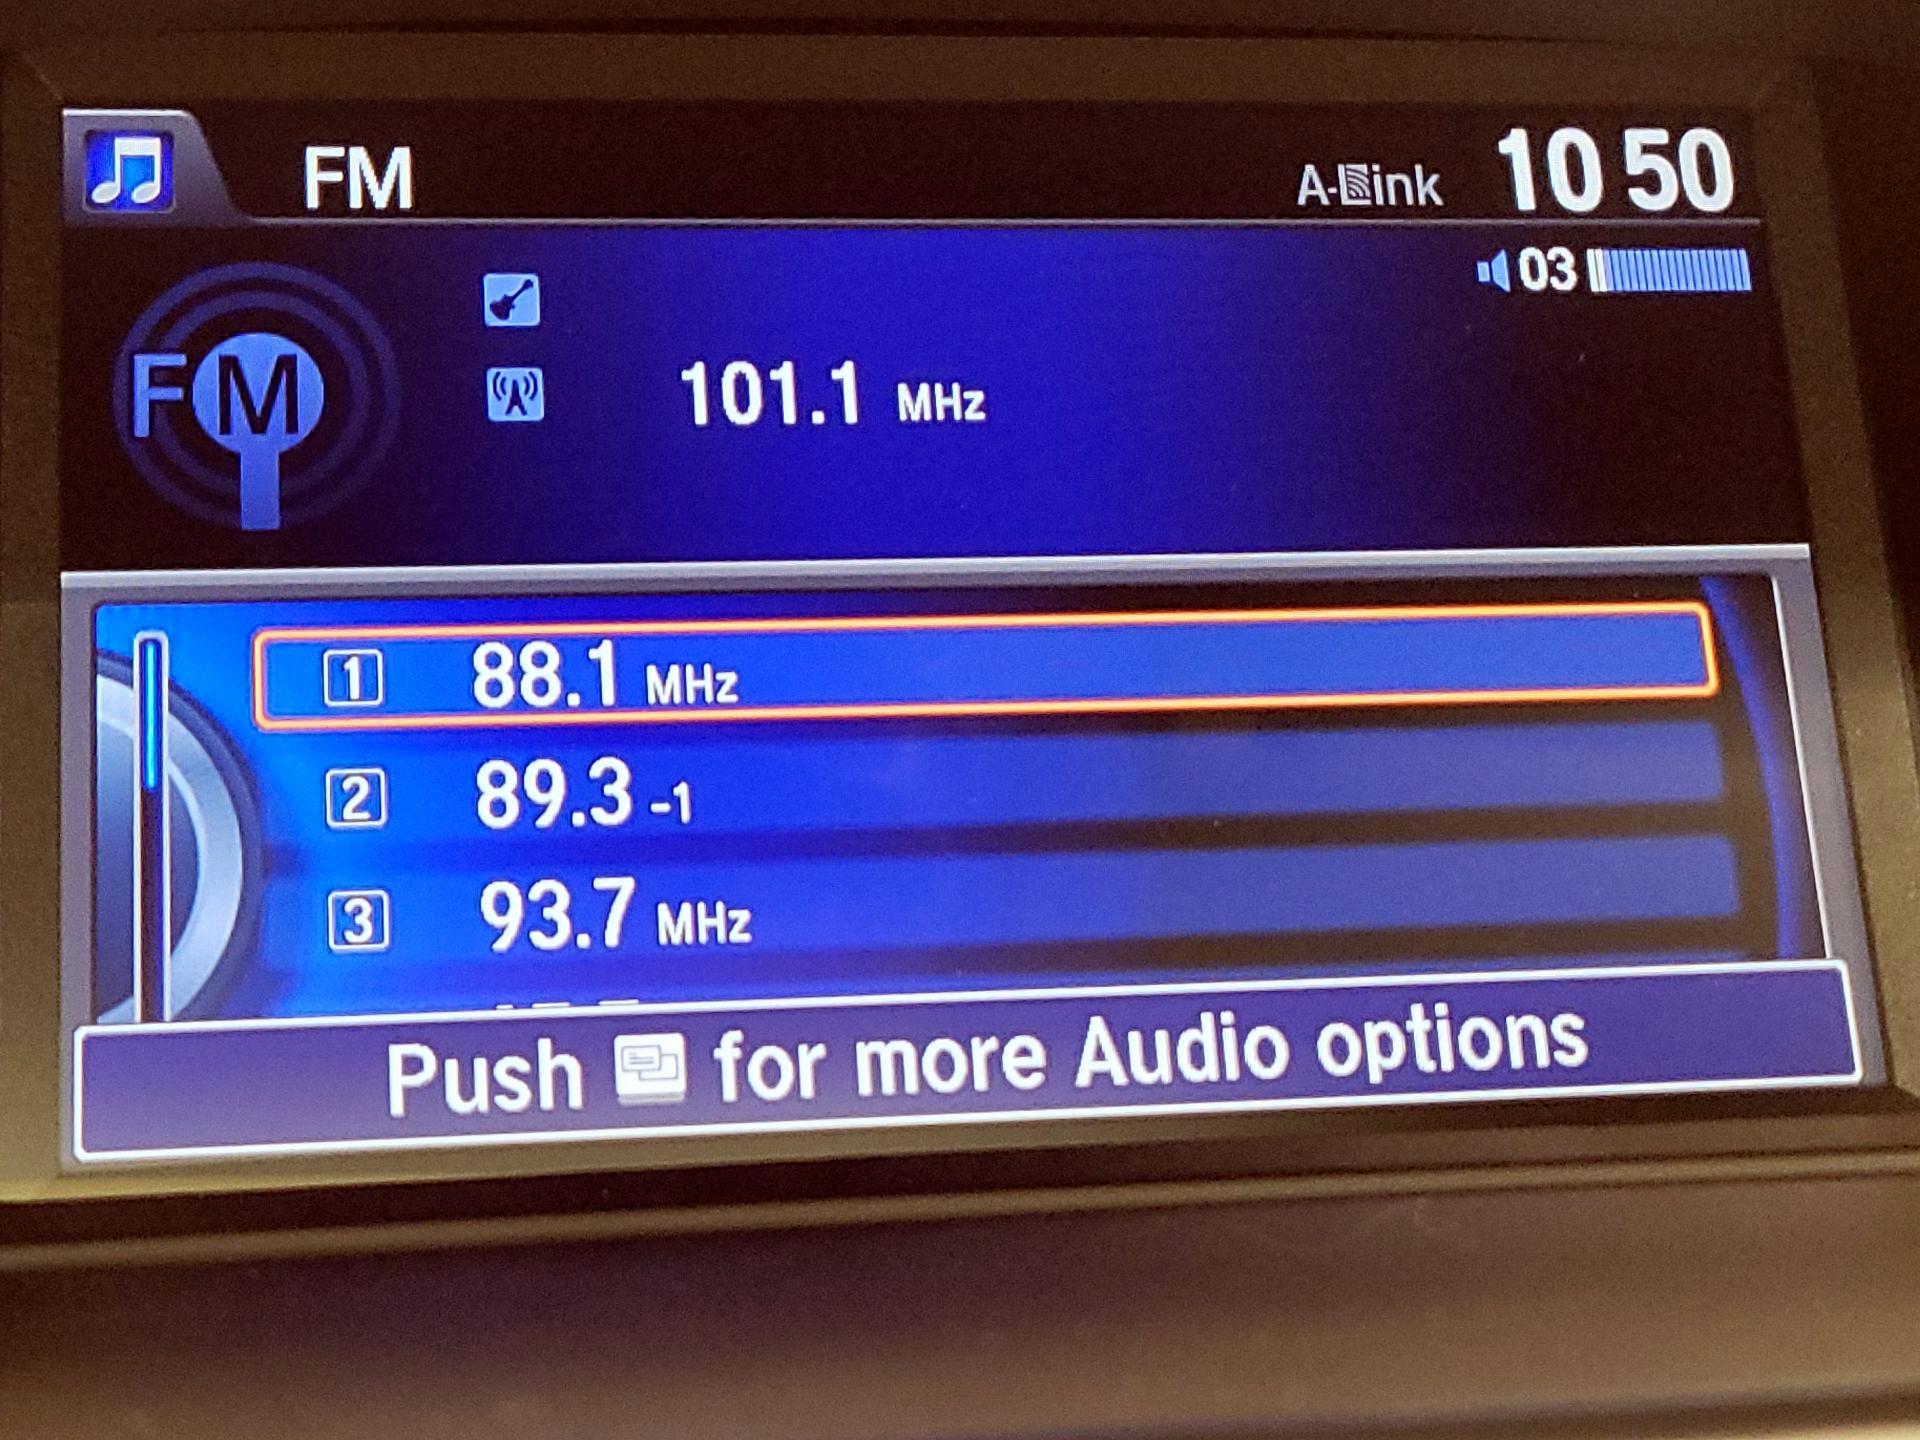 FM
A-Link
10 50
03
FM
101.1 MHz
1 88.1 MHz
2 89.3 -1
3 93.7 MHz
Push for more Audio options